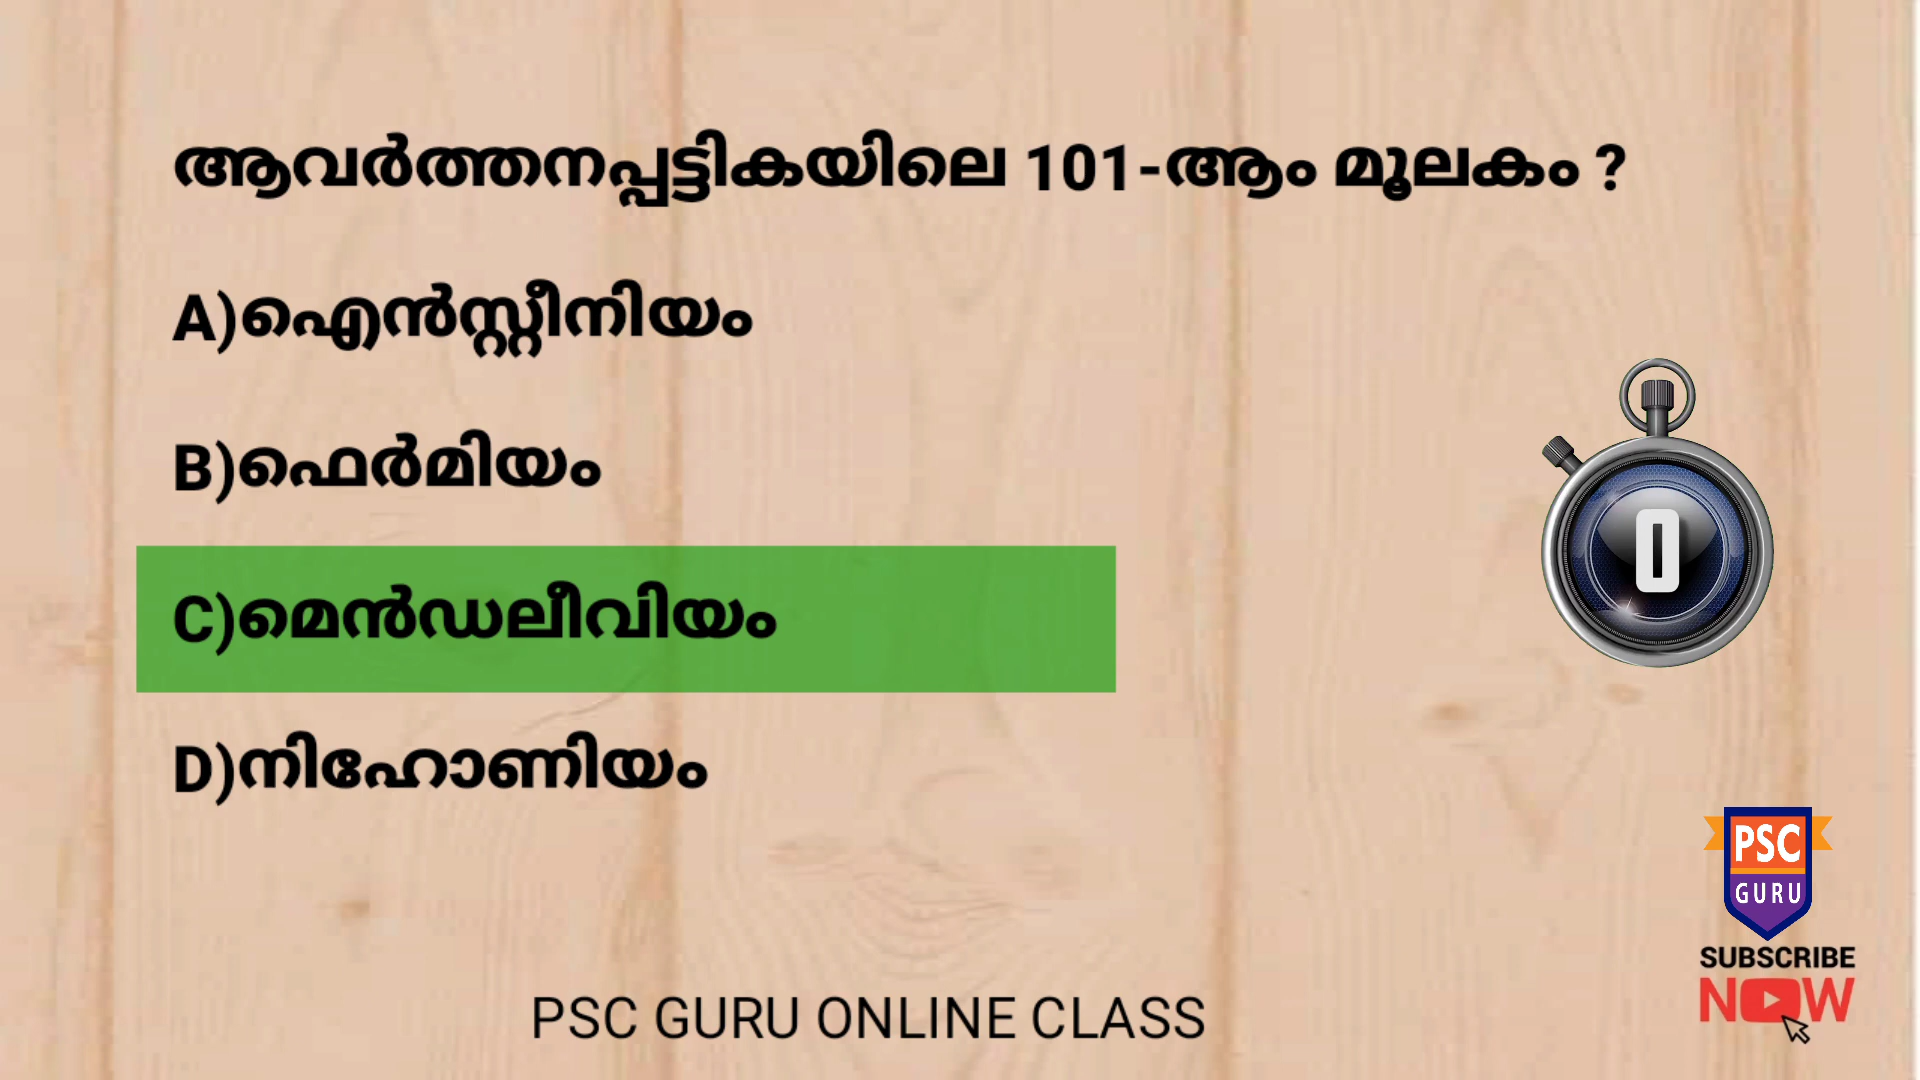 ആവർത്തനപ്പട്ടികയിലെ 101-ആം മൂലകം ?
A)ഐൻസ്റ്റീനിയം
B)ഫെർമിയം
C)മെൻഡലീവിയം
D)നിഹോണിയം
0
PSC
GURU
SUBSCRIBE
NOW
PSC GURU ONLINE CLASS